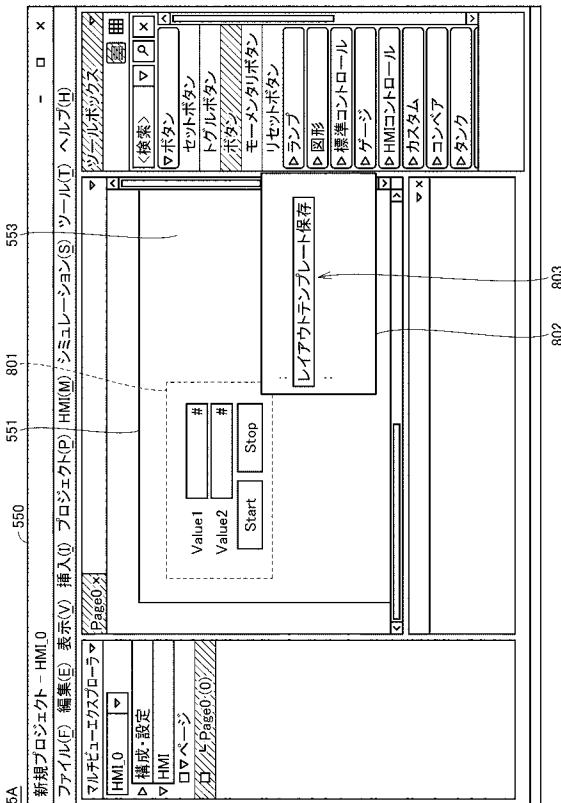 5A
550
801
551
553
新規プロジェクト - HMI_0
ファイル(F) 編集(E) 表示(V) 挿入(I) プロジェクト(P) HMI(M) シミュレーション(S) ツール(T) ヘルプ(H)
マルチビューエクスプローラ
HMI_0
構成・設定
HMI
ページ
Page0 (0)
Page0 ×
Value1 #
Value2 #
Start Stop
レイアウトテンプレート保存
802
803
ツールボックス
<検索>
ボタン
セットボタン
トグルボタン
ボタン
モーメンタリボタン
リセットボタン
ランプ
図形
標準コントロール
ゲージ
HMIコントロール
カスタム
コンベア
タンク